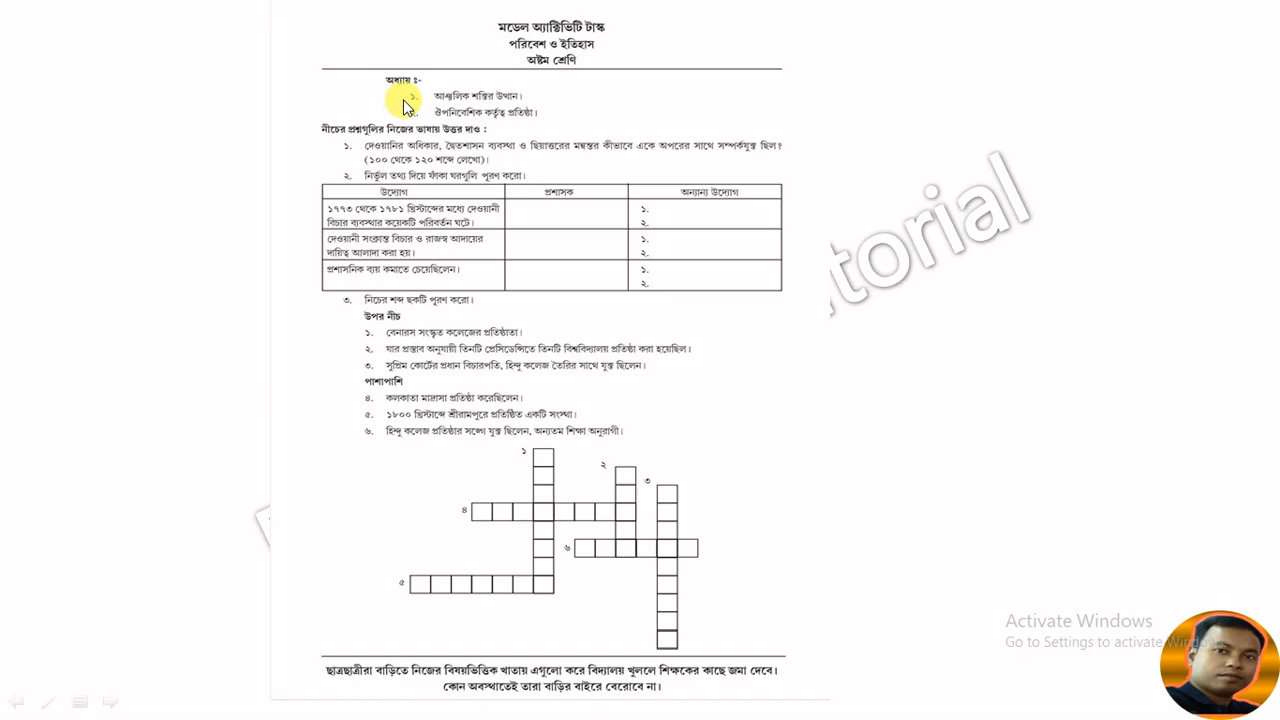 মডেল অ্যাক্টিভিটি টাস্ক
পরিবেশ ও ইতিহাস
অষ্টম শ্রেণি
অধ্যায় ঃ-
১. আঞ্চলিক শক্তির উত্থান।
ঔপনিবেশিক কর্তৃত্ব প্রতিষ্ঠা।
নীচের প্রশ্নগুলির নিজের ভাষায় উত্তর দাও :
১. দেওয়ানির অধিকার, দ্বৈতশাসন ব্যবস্থা ও ছিয়াত্তরের মন্বন্তর কীভাবে একে অপরের সাথে সম্পর্কযুক্ত ছিল?
(১০০ থেকে ১২০ শব্দে লেখো)।
২. নির্ভুল তথ্য দিয়ে ফাঁকা ঘরগুলি পূরণ করো।
উদ্যোগ প্রশাসক অন্যান্য উদ্যোগ
১৭৭৩ থেকে ১৭৮১ খ্রিস্টাব্দের মধ্যে দেওয়ানী ১.
বিচার ব্যবস্থার কয়েকটি পরিবর্তন ঘটে। ২.
দেওয়ানী সংক্রান্ত বিচার ও রাজস্ব আদায়ের ১.
দায়িত্ব আলাদা করা হয়। ২.
প্রশাসনিক ব্যয় কমাতে চেয়েছিলেন। ১.
২.
৩. নিচের শব্দ ছকটি পূরণ করো।
উপর নীচ
১. বেনারস সংস্কৃত কলেজের প্রতিষ্ঠাতা।
২. যার প্রস্তাব অনুযায়ী তিনটি প্রেসিডেন্সিতে তিনটি বিশ্ববিদ্যালয় প্রতিষ্ঠা করা হয়েছিল।
৩. সুপ্রিম কোর্টের প্রধান বিচারপতি, হিন্দু কলেজ তৈরির সাথে যুক্ত ছিলেন।
পাশাপাশি
৪. কলকাতা মাদ্রাসা প্রতিষ্ঠা করেছিলেন।
৫. ১৮০০ খ্রিস্টাব্দে শ্রীরামপুরে প্রতিষ্ঠিত একটি সংস্থা।
৬. হিন্দু কলেজ প্রতিষ্ঠার সঙ্গে যুক্ত ছিলেন, অন্যতম শিক্ষা অনুরাগী।
১
২
৩
৪
৬
৫
ছাত্রছাত্রীরা বাড়িতে নিজের বিষয়ভিত্তিক খাতায় এগুলো করে বিদ্যালয় খুললে শিক্ষকের কাছে জমা দেবে।
কোন অবস্থাতেই তারা বাড়ির বাইরে বেরোবে না।
torial
Activate Windows
Go to Settings to activate Windows.